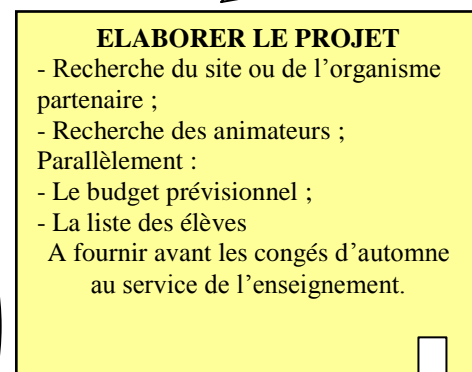 ELABORER LE PROJET
- Recherche du site ou de l’organisme
partenaire ;
- Recherche des animateurs ;
Parallèlement :
- Le budget prévisionnel ;
- La liste des élèves
A fournir avant les congés d’automne
au service de l’enseignement.